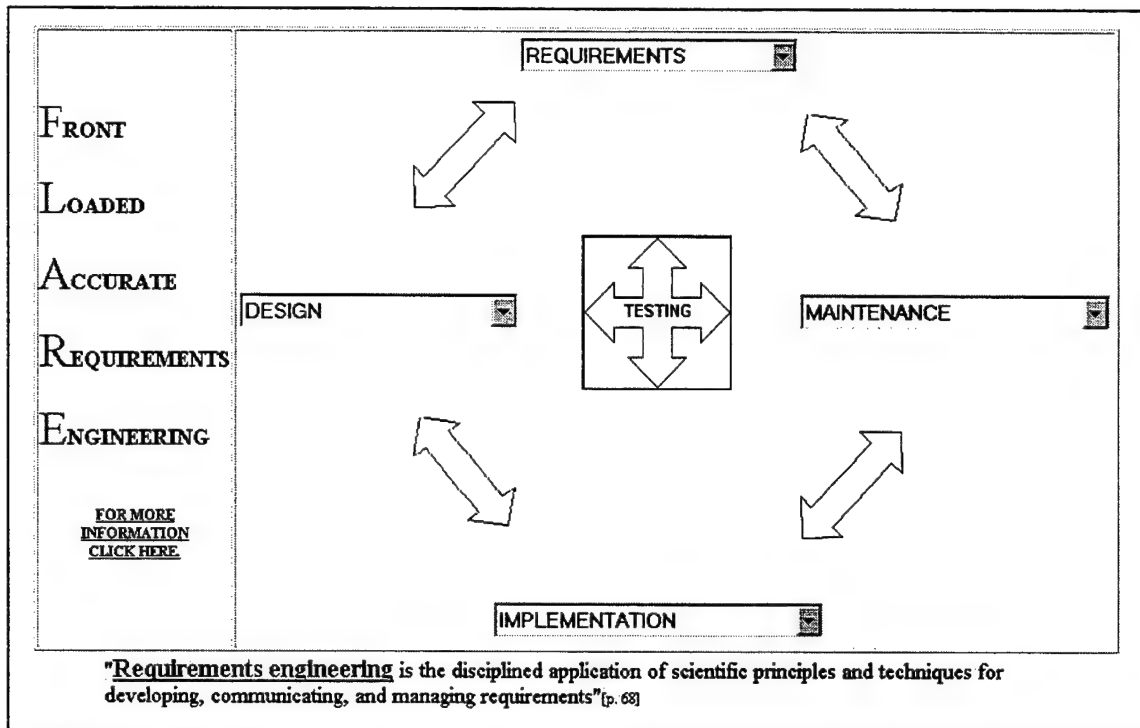 FRONT
LOADED
ACCURATE
REQUIREMENTS
ENGINEERING
FOR MORE
INFORMATION
CLICK HERE.
REQUIREMENTS
DESIGN
TESTING
MAINTENANCE
IMPLEMENTATION
"Requirements engineering is the disciplined application of scientific principles and techniques for
developing, communicating, and managing requirements"[p. 68]